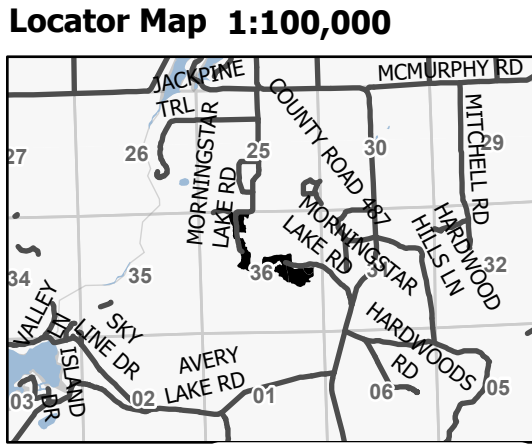 Locator Map 1:100,000
JACKPINE
TRL
MCMURPHY RD
COUNTY ROAD 487
MITCHELL RD
27
26
25
30
29
MORNINGSTAR
LAKE RD
MORNINGSTAR
LAKE RD
HARDWOOD
HILLS LN
34
35
36
31
32
VALLEY
LN
SKY
LINE DR
ISLAND
DR
AVERY
LAKE RD
HARDWOODS
RD
03
02
01
06
05